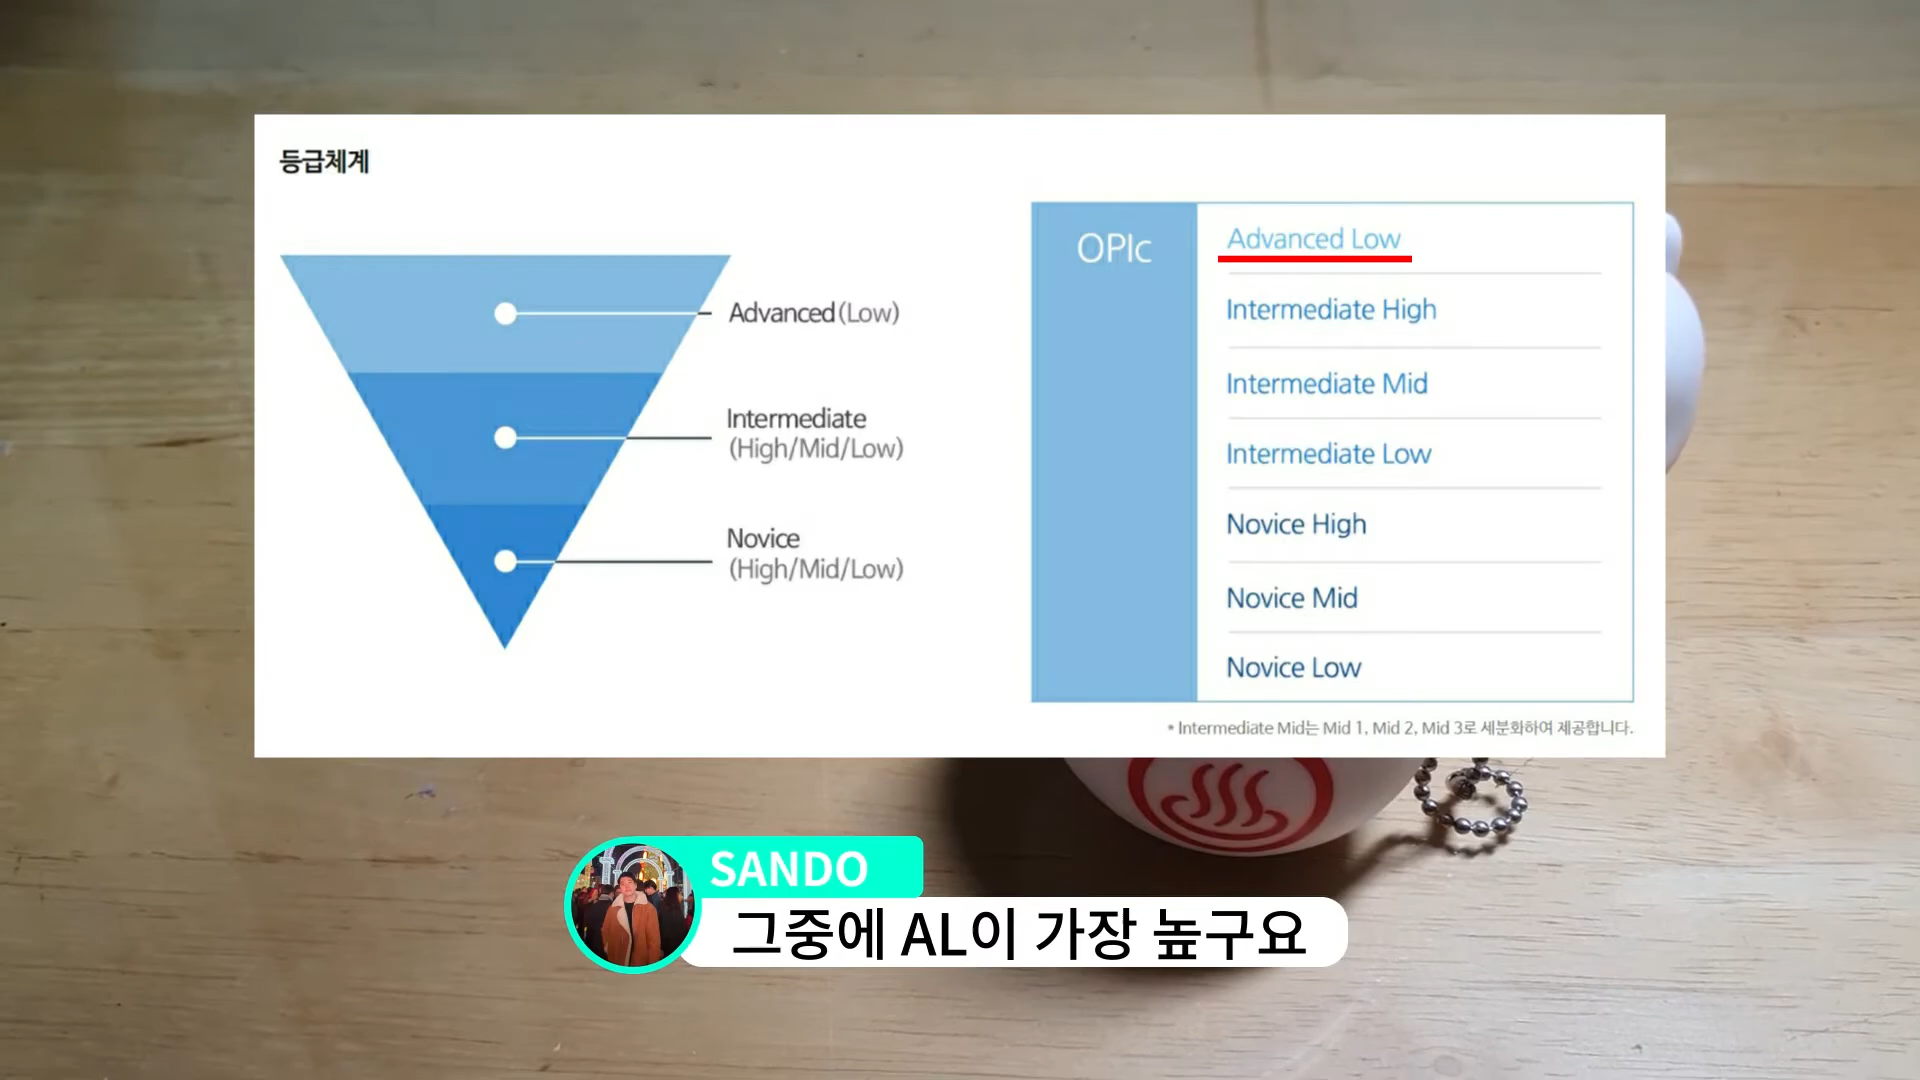 등급체계
Advanced(Low)
Intermediate
(High/Mid/Low)
Novice
(High/Mid/Low)
OPIc
Advanced Low
Intermediate High
Intermediate Mid
Intermediate Low
Novice High
Novice Mid
Novice Low
* Intermediate Mid는 Mid 1, Mid 2, Mid 3로 세분화하여 제공합니다.
SANDO
그중에 AL이 가장 높구요